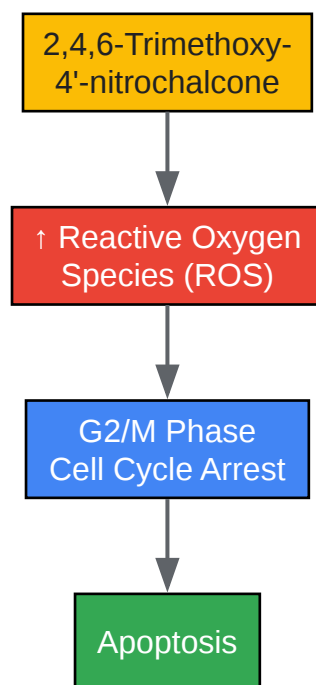 2,4,6-Trimethoxy-
4'-nitrochalcone
↑ Reactive Oxygen
Species (ROS)
G2/M Phase
Cell Cycle Arrest
Apoptosis